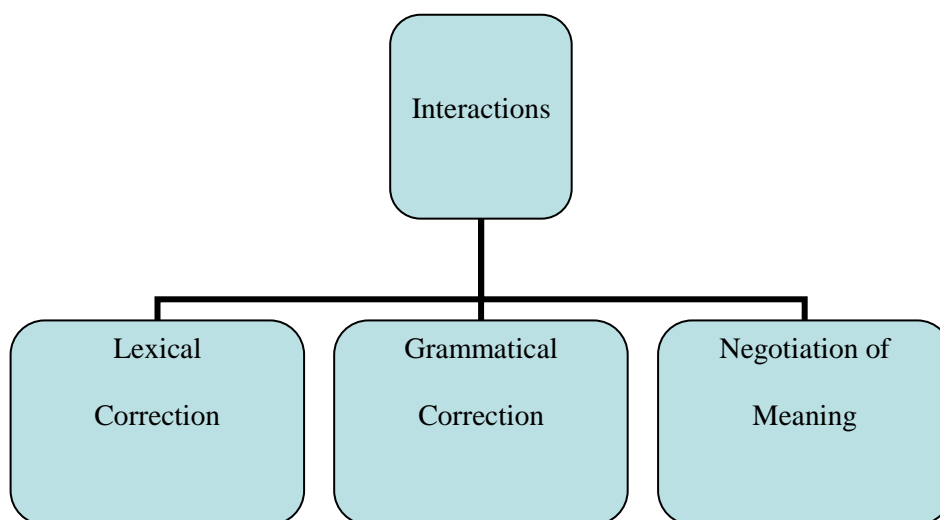 Interactions
Lexical
Correction
Grammatical
Correction
Negotiation of
Meaning